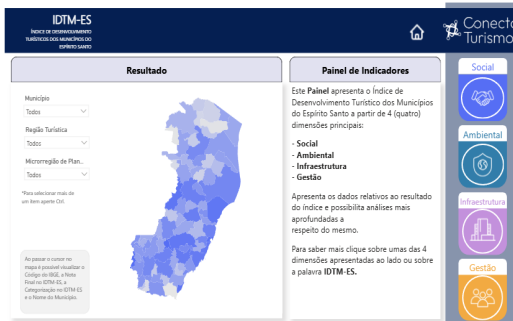 IDTM-ES
ÍNDICE DE DESENVOLVIMENTO
TURÍSTICOS DOS MUNICÍPIOS DO
ESPÍRITO SANTO
Conecta
Turismo
Resultado
Município
Todos
Região Turística
Todos
Microrregião de Plan...
Todos
*Para selecionar mais de
um item aperte Ctrl.
Ao passar o cursor no
mapa é possível visualizar o
Código do IBGE, a Nota
Final no IDTM-ES, a
Categorização no IDTM-ES
e o Nome do Município.
Painel de Indicadores
Este Painel apresenta o Índice de
Desenvolvimento Turístico dos Municípios
do Espírito Santo a partir de 4 (quatro)
dimensões principais:
- Social
- Ambiental
- Infraestrutura
- Gestão
Apresenta os dados relativos ao resultado
do índice e possibilita análises mais
aprofundadas a
respeito do mesmo.
Para saber mais clique sobre umas das 4
dimensões apresentadas ao lado ou sobre
a palavra IDTM-ES.
Social
Ambiental
Infraestrutura
Gestão